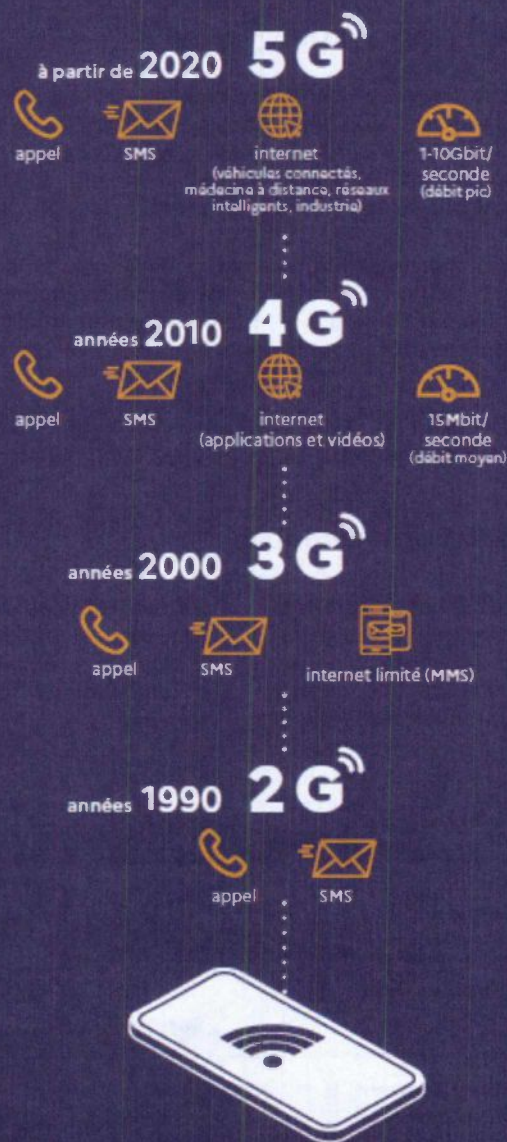 à partir de 2020 5G
appel
SMS
internet
(véhicules connectés,
médecine à distance, réseaux
intelligents, industrie)
1-10Gbit/
seconde
(débit pic)
années 2010 4G
appel
SMS
internet
(applications et vidéos)
15Mbit/
seconde
(débit moyen)
années 2000 3G
appel
SMS
internet limité (MMS)
années 1990 2G
appel
SMS